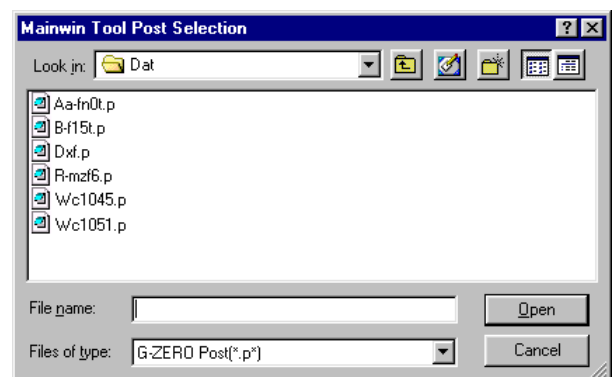 Mainwin Tool Post Selection
Look in: Dat
Aa-fn0t.p
B-f15t.p
Dxf.p
R-mzf6.p
Wc1045.p
Wc1051.p
File name: Open
Files of type: G-ZERO Post(*.p*) Cancel